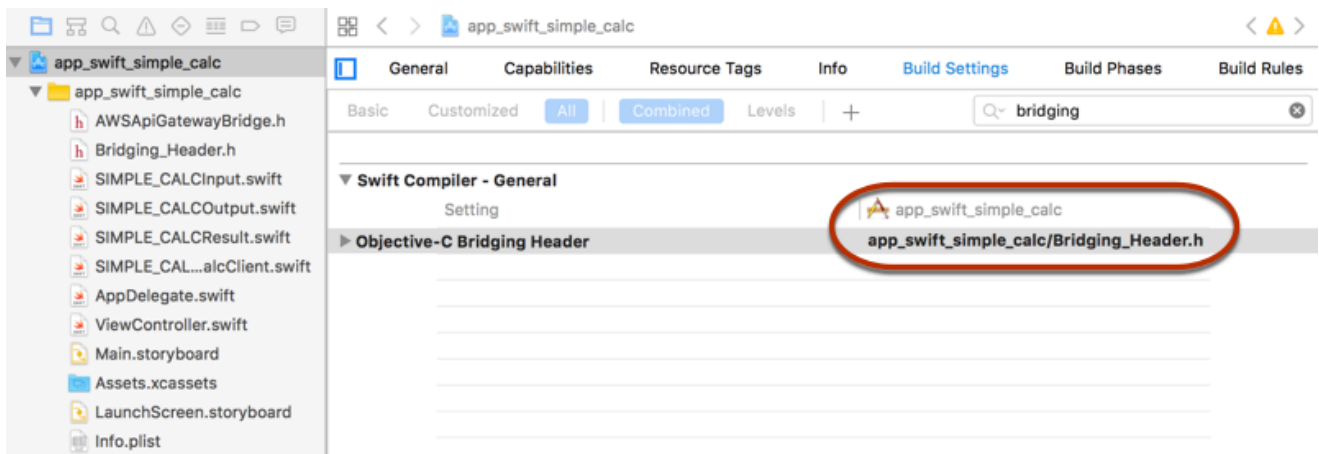 app_swift_simple_calc
app_swift_simple_calc
app_swift_simple_calc
h AWSApiGatewayBridge.h
h Bridging_Header.h
SIMPLE_CALCInput.swift
SIMPLE_CALCOutput.swift
SIMPLE_CALCResult.swift
SIMPLE_CAL...alcClient.swift
AppDelegate.swift
ViewController.swift
Main.storyboard
Assets.xcassets
LaunchScreen.storyboard
Info.plist
General Capabilities Resource Tags Info Build Settings Build Phases Build Rules
Basic Customized All Combined Levels + bridging
Swift Compiler - General
Setting app_swift_simple_calc
Objective-C Bridging Header app_swift_simple_calc/Bridging_Header.h